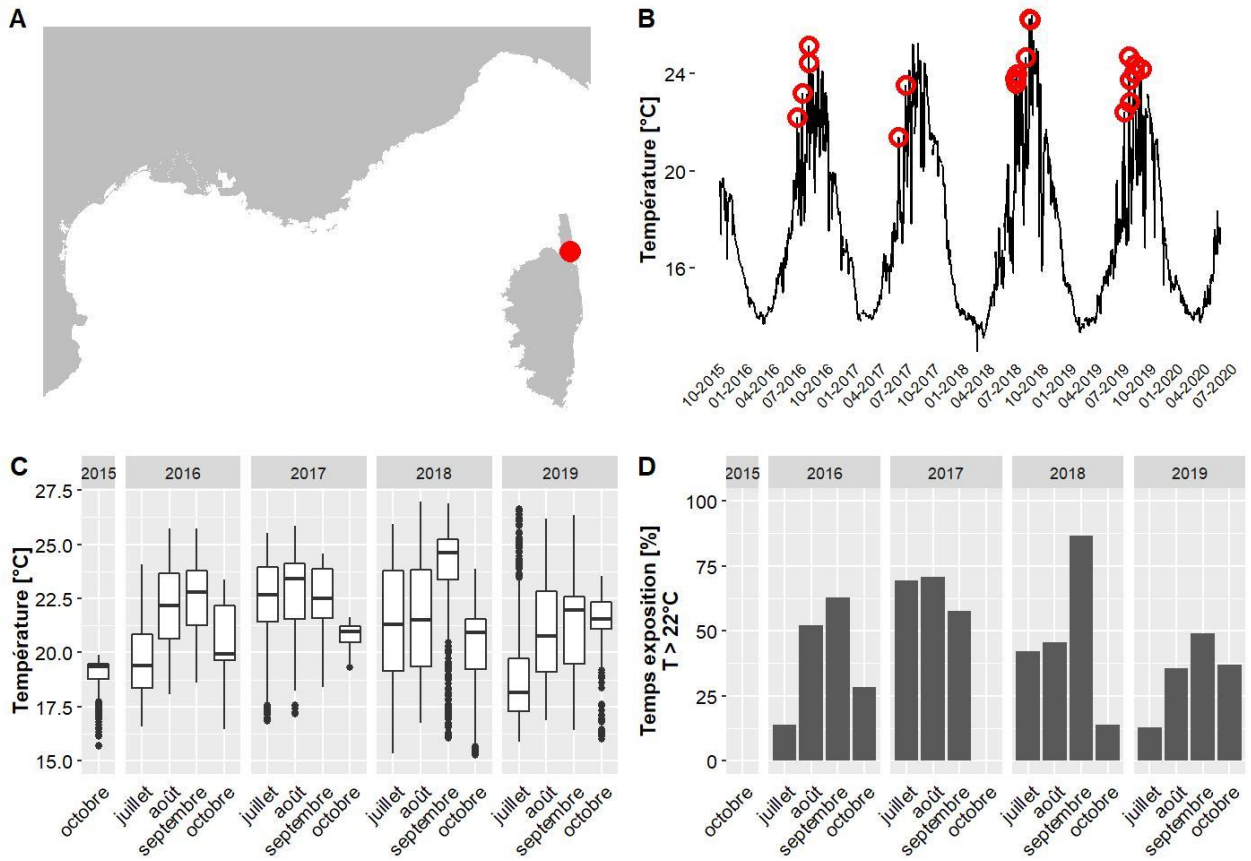 A
B
Température [°C]
24
20
16
10-2015
01-2016
04-2016
07-2016
10-2016
01-2017
04-2017
07-2017
10-2017
01-2018
04-2018
07-2018
10-2018
01-2019
04-2019
07-2019
10-2019
01-2020
04-2020
07-2020
C
2015 2016 2017 2018 2019
Température [°C]
27.5
25.0
22.5
20.0
17.5
15.0
octobre
juillet
août
septembre
octobre
juillet
août
septembre
octobre
juillet
août
septembre
octobre
juillet
août
septembre
octobre
D
2015 2016 2017 2018 2019
Temps exposition [%]
T > 22°C
100
75
50
25
0
octobre
juillet
août
septembre
octobre
juillet
août
septembre
octobre
juillet
août
septembre
octobre
juillet
août
septembre
octobre